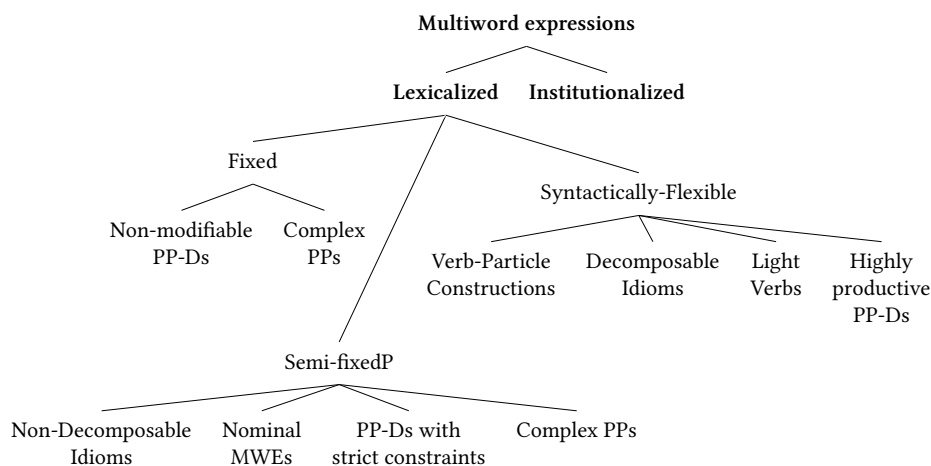 Multiword expressions
Lexicalized Institutionalized
Fixed
Syntactically-Flexible
Non-modifiable
PP-Ds
Complex
PPs
Verb-Particle
Constructions
Decomposable
Idioms
Light
Verbs
Highly
productive
PP-Ds
Semi-fixedP
Non-Decomposable
Idioms
Nominal
MWEs
PP-Ds with
strict constraints
Complex PPs